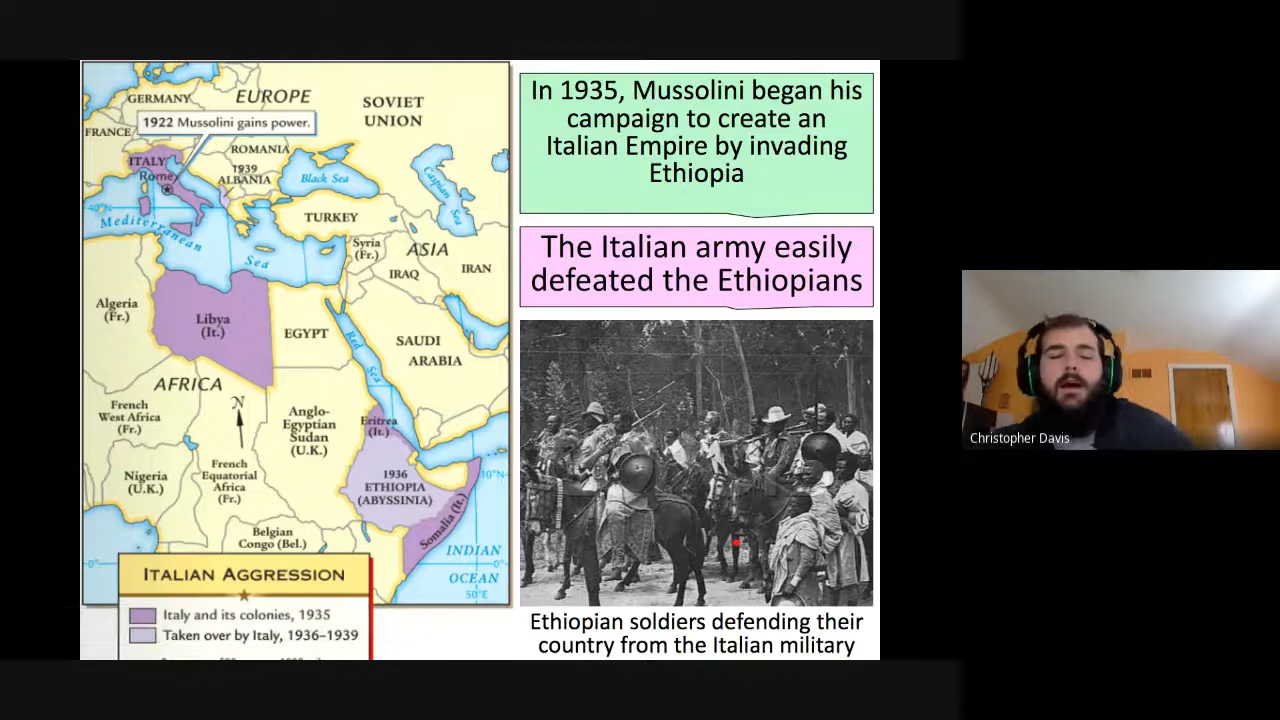 GERMANY
EUROPE
SOVIET
UNION
1922 Mussolini gains power.
FRANCE
ITALY
Rome
ROMANIA
1939
ALBANIA
Black Sea
Caspian
Sea
40°N
Mediterranean
Sea
TURKEY
Syria
(Fr.)
ASIA
IRAQ
IRAN
Algeria
(Fr.)
Libya
(It.)
EGYPT
Red
Sea
SAUDI
ARABIA
AFRICA
N
French
West Africa
(Fr.)
Anglo-
Egyptian
Sudan
(U.K.)
Eritrea
(It.)
Nigeria
(U.K.)
French
Equatorial
Africa
(Fr.)
1936
ETHIOPIA
(ABYSSINIA)
10°N
Somalia (It.)
Belgian
Congo (Bel.)
INDIAN
OCEAN
0°
0°
50°E
ITALIAN AGGRESSION
Italy and its colonies, 1935
Taken over by Italy, 1936–1939
In 1935, Mussolini began his
campaign to create an
Italian Empire by invading
Ethiopia
The Italian army easily
defeated the Ethiopians
Ethiopian soldiers defending their
country from the Italian military
Christopher Davis